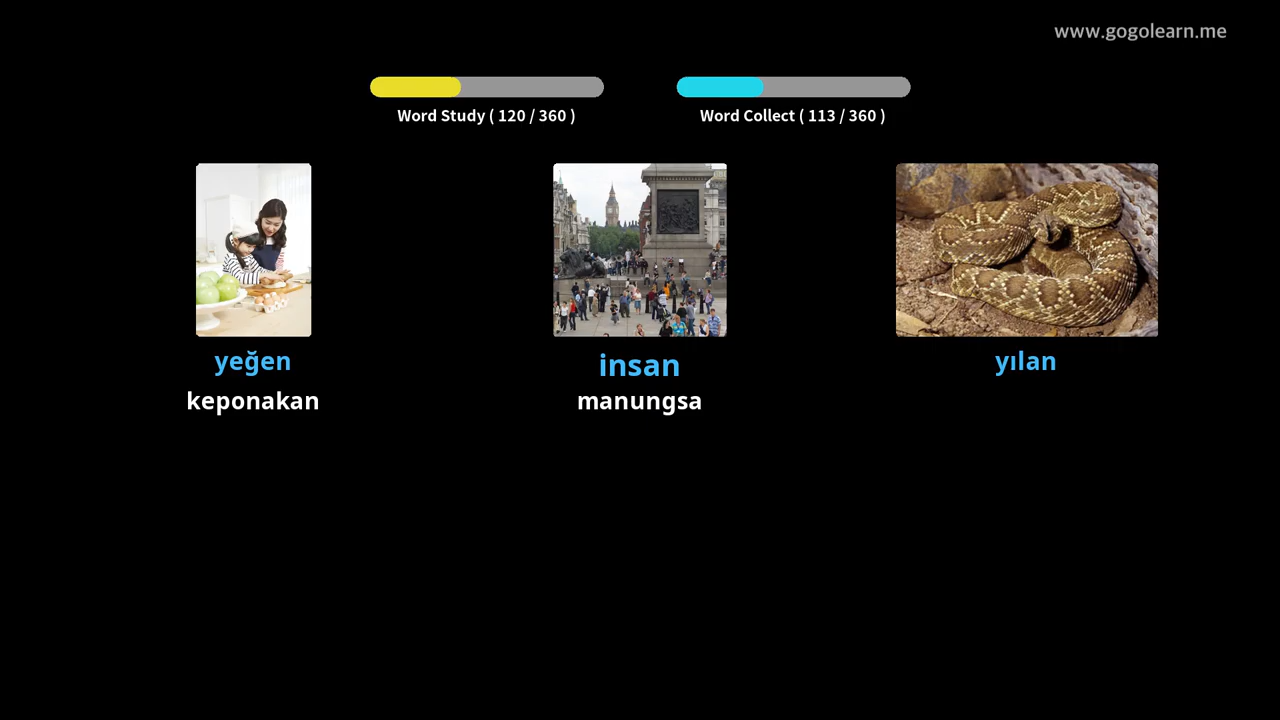 www.gogolearn.me
Word Study ( 120 / 360 )
Word Collect ( 113 / 360 )
yeğen
keponakan
insan
manungsa
yılan